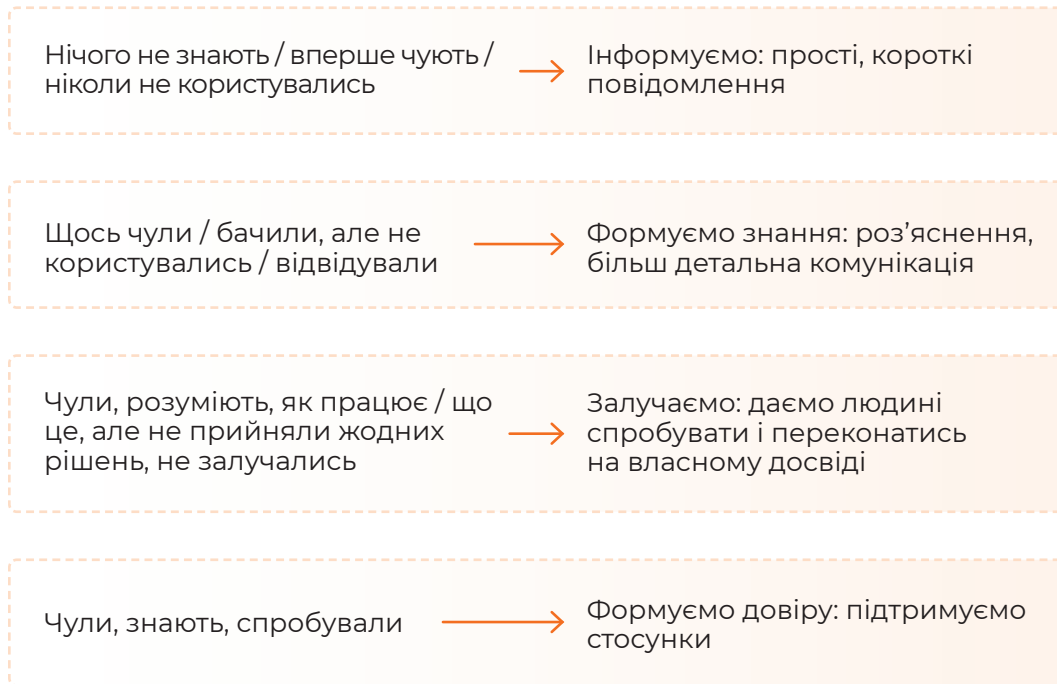 Нічого не знають / вперше чують /
ніколи не користувались
Інформуємо: прості, короткі
повідомлення
Щось чули / бачили, але не
користувались / відвідували
Формуємо знання: роз’яснення,
більш детальна комунікація
Чули, розуміють, як працює / що
це, але не прийняли жодних
рішень, не залучались
Залучаємо: даємо людині
спробувати і переконатись
на власному досвіді
Чули, знають, спробували
Формуємо довіру: підтримуємо
стосунки